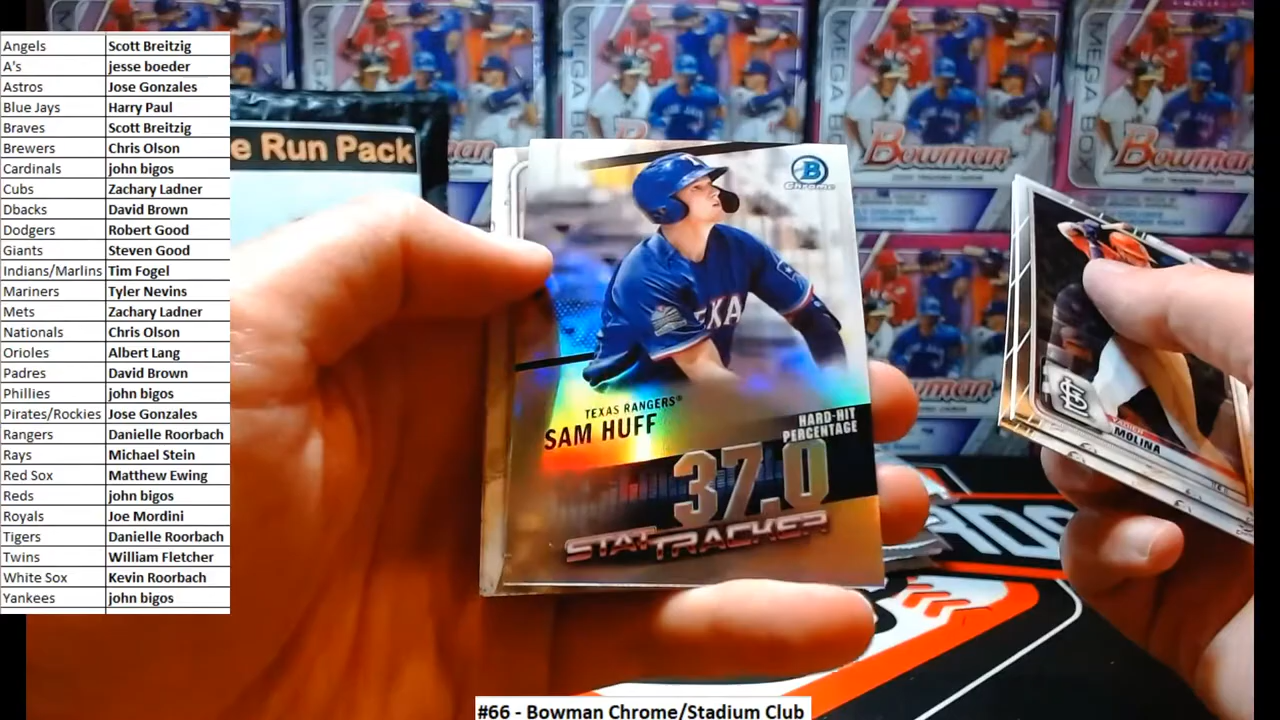 Angels Scott Breitzig
A's jesse boeder
Astros Jose Gonzales
Blue Jays Harry Paul
Braves Scott Breitzig
Brewers Chris Olson
Cardinals john bigos
Cubs Zachary Ladner
Dbacks David Brown
Dodgers Robert Good
Giants Steven Good
Indians/Marlins Tim Fogel
Mariners Tyler Nevins
Mets Zachary Ladner
Nationals Chris Olson
Orioles Albert Lang
Padres David Brown
Phillies john bigos
Pirates/Rockies Jose Gonzales
Rangers Danielle Roorbach
Rays Michael Stein
Red Sox Matthew Ewing
Reds john bigos
Royals Joe Mordini
Tigers Danielle Roorbach
Twins William Fletcher
White Sox Kevin Roorbach
Yankees john bigos
e Run Pack
MEGA BOX
Bowman
Bowman
Bowman
B
Chrome
TEXAS RANGERS®
SAM HUFF
HARD-HIT
PERCENTAGE
37.0
STAT TRACKER
MOLINA
#66 - Bowman Chrome/Stadium Club